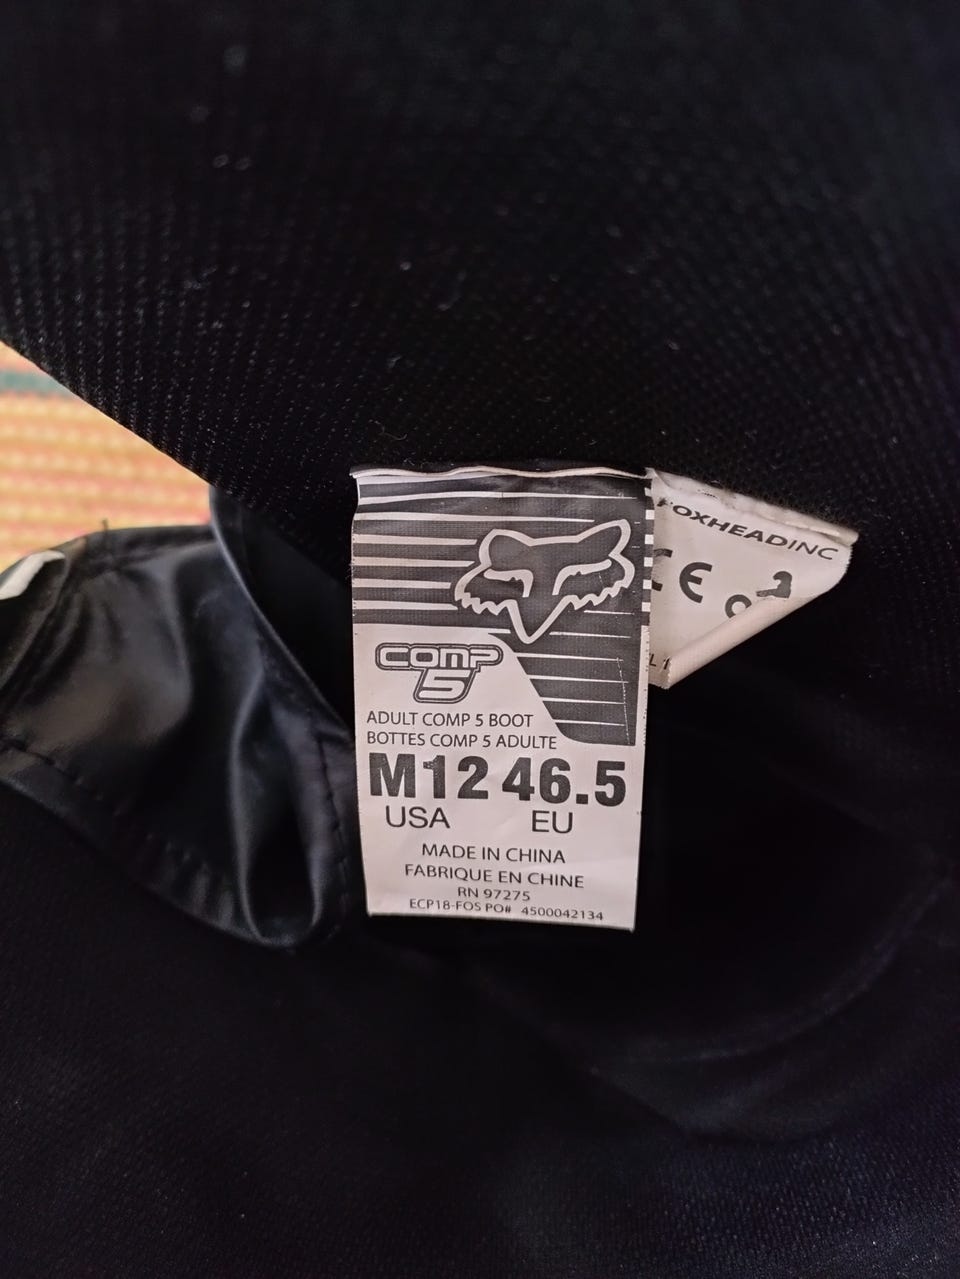 COMP
5
ADULT COMP 5 BOOT
BOTTES COMP 5 ADULTE
M12 46.5
USA EU
MADE IN CHINA
FABRIQUE EN CHINE
RN 97275
ECP18-FOS PO# 4500042134
FOXHEADINC
CE